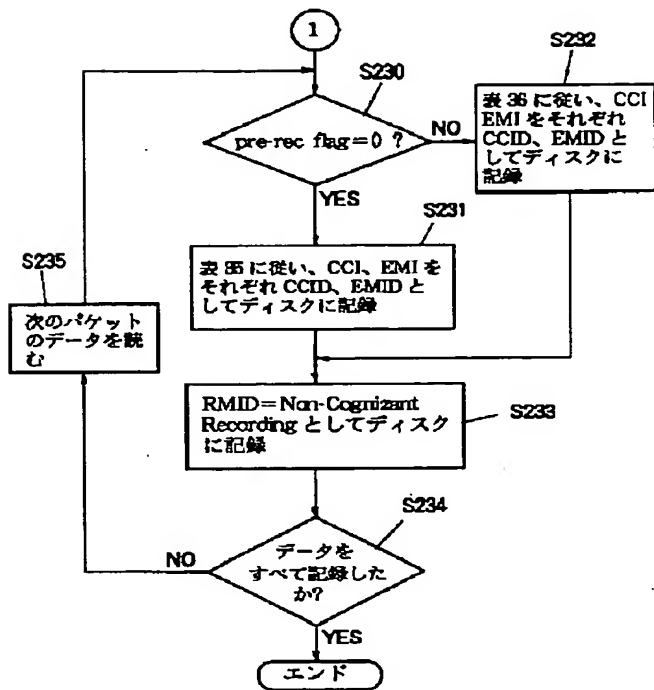 1
S230
pre-rec flag=0 ?
NO
YES
S232
表 36 に従い、CCI
EMI をそれぞれ
CCID、EMID と
してディスクに
記録
S231
表 35 に従い、CCI、EMI を
それぞれ CCID、EMID と
してディスクに記録
S235
次のパケット
のデータを読
む
RMID=Non-Cognizant
Recording としてディスク
に記録
S233
S234
データを
すべて記録した
か?
NO
YES
エンド